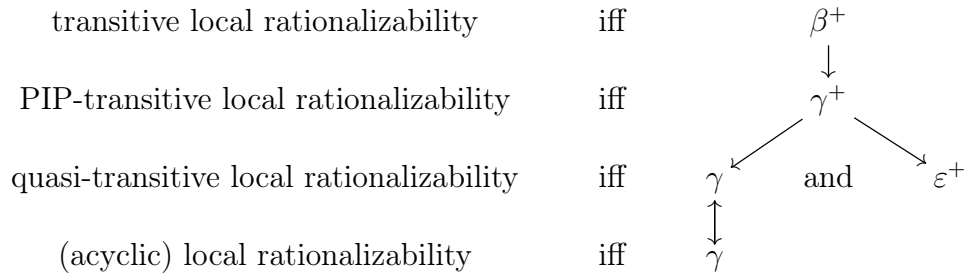 transitive local rationalizability iff β⁺
PIP-transitive local rationalizability iff γ⁺
quasi-transitive local rationalizability iff γ and ε⁺
(acyclic) local rationalizability iff γ